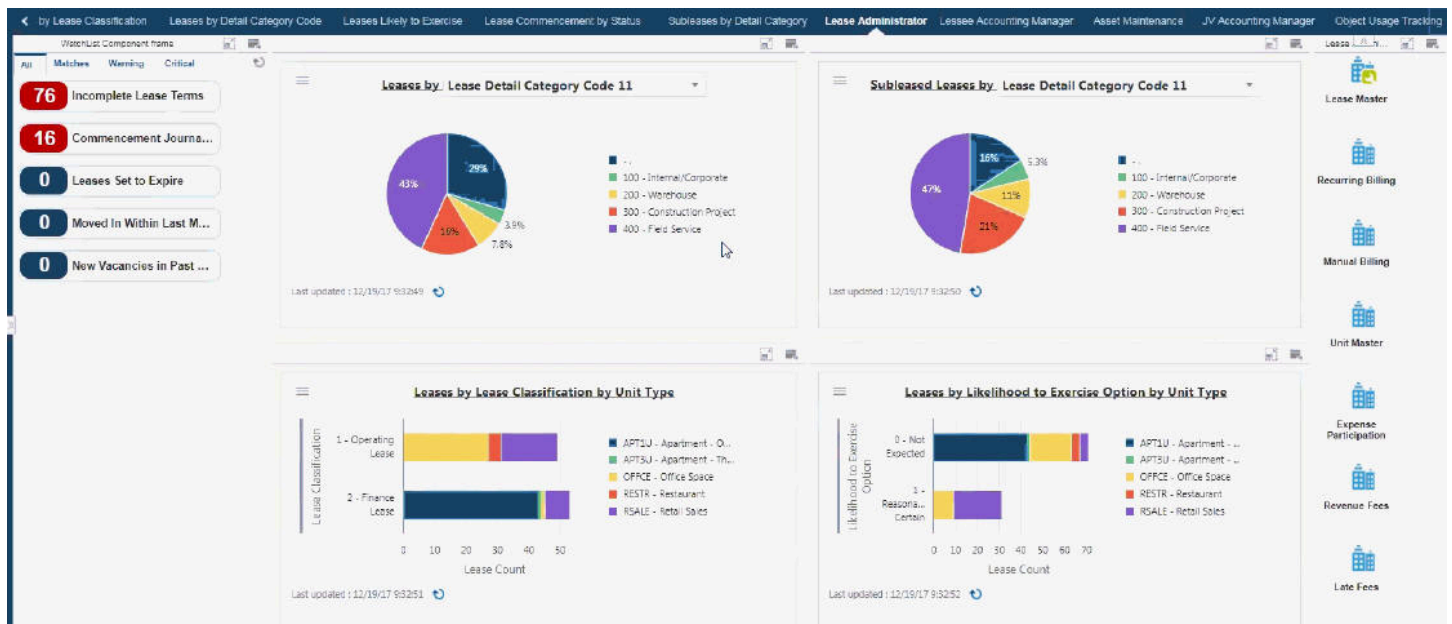 by Lease Classification Leases by Detail Category Code Leases Likely to Exercise Lease Commencement by Status Subleases by Detail Category Lease Administrator Lessee Accounting Manager Asset Maintenance JV Accounting Manager Object Usage Tracking
WatchList Component frame
All Matches Warning Critical
76 Incomplete Lease Terms
16 Commencement Journa...
0 Leases Set to Expire
0 Moved In Within Last M...
0 New Vacancies in Past ...
Leases by Lease Detail Category Code 11
29%
3.9%
7.8%
16%
43%
- .
100 - Internal/Corporate
200 - Warehouse
300 - Construction Project
400 - Field Service
Last updated : 12/19/17 9:32:49
Subleased Leases by Lease Detail Category Code 11
16%
5.3%
11%
21%
47%
- .
100 - Internal/Corporate
200 - Warehouse
300 - Construction Project
400 - Field Service
Last updated : 12/19/17 9:32:50
Leases by Lease Classification by Unit Type
Lease Classification
1 - Operating
Lease
2 - Finance
Lease
0 10 20 30 40 50
Lease Count
APT1U - Apartment - O...
APT3U - Apartment - Th...
OFFCE - Office Space
RESTR - Restaurant
RSALE - Retail Sales
Last updated : 12/19/17 9:32:51
Leases by Likelihood to Exercise Option by Unit Type
Likelihood to Exercise
Option
0 - Not
Expected
1 -
Reasona...
Certain
0 10 20 30 40 50 60 70
Lease Count
APT1U - Apartment - ...
APT3U - Apartment - ...
OFFCE - Office Space
RESTR - Restaurant
RSALE - Retail Sales
Last updated : 12/19/17 9:32:52
Lease
Lease Master
Recurring Billing
Manual Billing
Unit Master
Expense
Participation
Revenue Fees
Late Fees